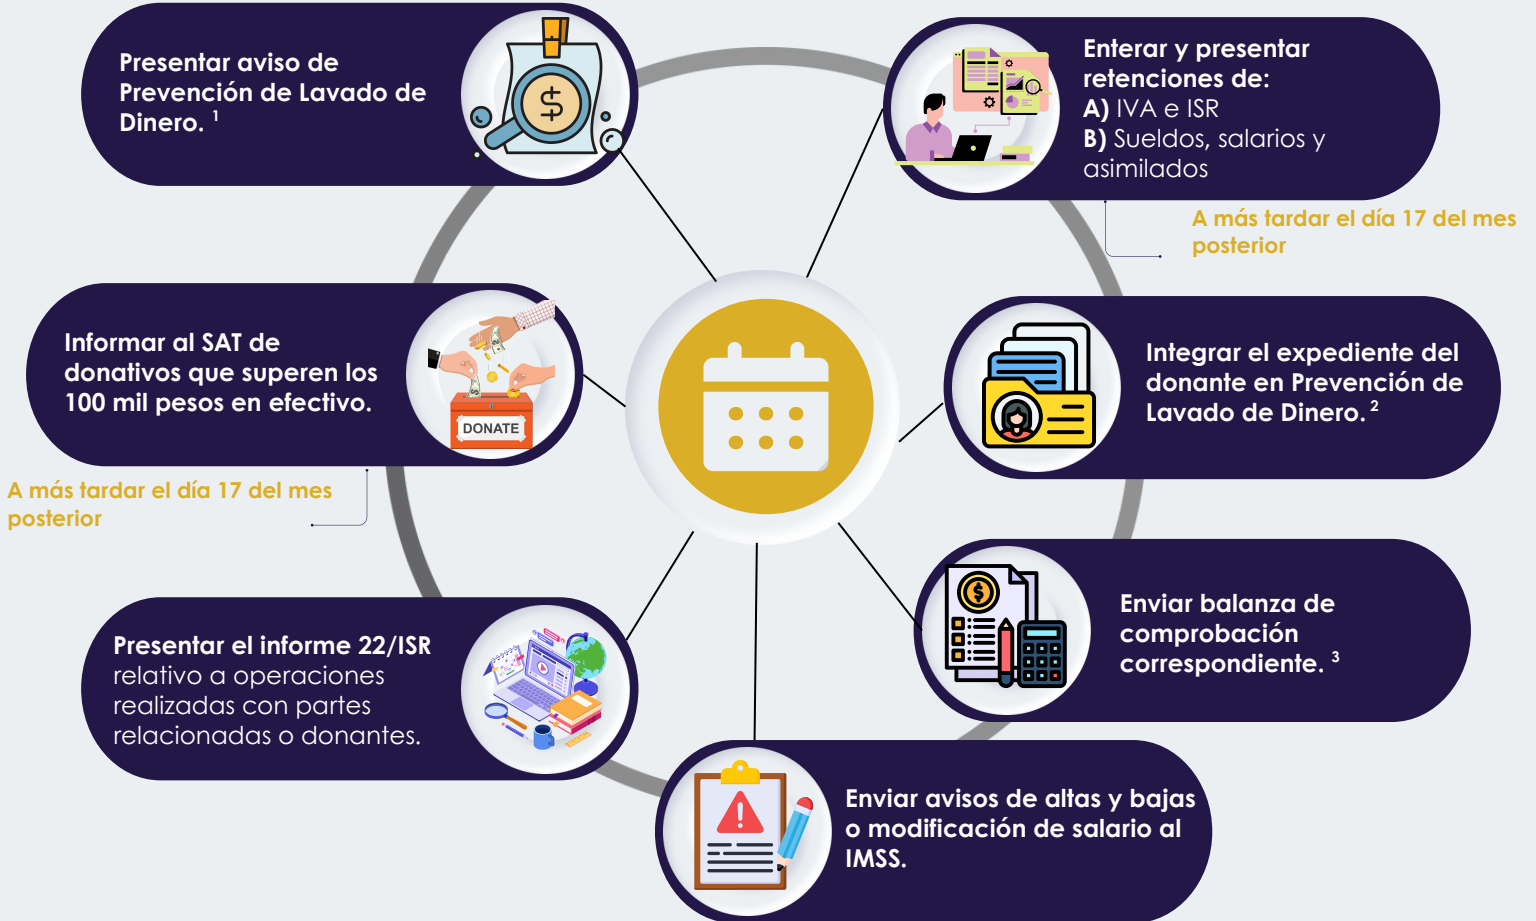 Presentar aviso de
Prevención de Lavado de
Dinero. ¹
Enterar y presentar
retenciones de:
A) IVA e ISR
B) Sueldos, salarios y
asimilados
A más tardar el día 17 del mes
posterior
Informar al SAT de
donativos que superen los
100 mil pesos en efectivo.
DONATE
A más tardar el día 17 del mes
posterior
Integrar el expediente del
donante en Prevención de
Lavado de Dinero. ²
Enviar balanza de
comprobación
correspondiente. ³
Presentar el informe 22/ISR
relativo a operaciones
realizadas con partes
relacionadas o donantes.
Enviar avisos de altas y bajas
o modificación de salario al
IMSS.